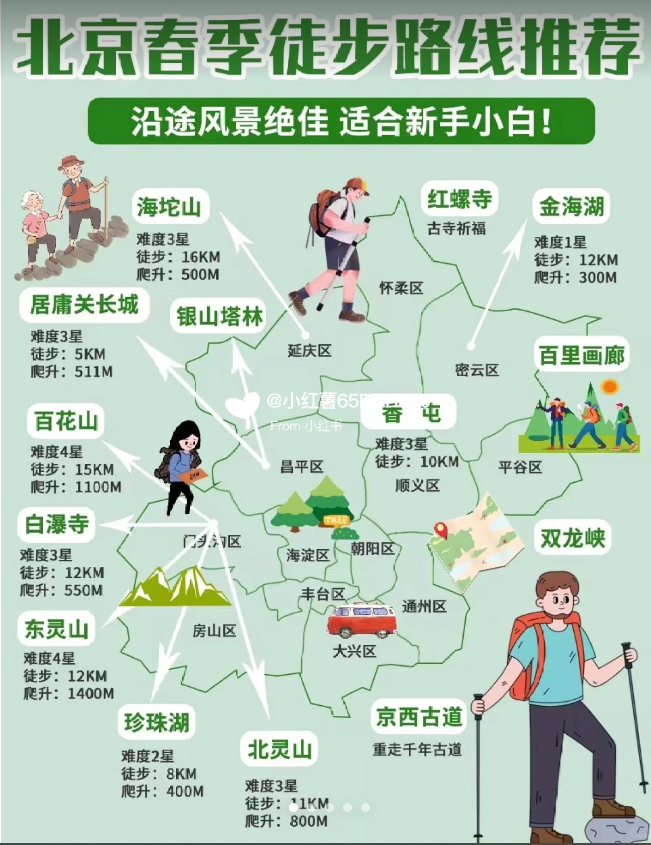 北京春季徒步路线推荐
沿途风景绝佳 适合新手小白!
海坨山
难度3星
徒步：16KM
爬升：500M
红螺寺
古寺祈福
金海湖
难度1星
徒步：12KM
爬升：300M
怀柔区
居庸关长城
难度3星
徒步：5KM
爬升：511M
银山塔林
延庆区
密云区
百里画廊
@小红薯65
From 小红书
香 屯
难度3星
徒步：10KM
百花山
难度4星
徒步：15KM
爬升：1100M
昌平区
顺义区
平谷区
TREE
白瀑寺
难度3星
徒步：12KM
爬升：550M
门头沟区
海淀区
朝阳区
双龙峡
丰台区
通州区
东灵山
难度4星
徒步：12KM
爬升：1400M
房山区
大兴区
珍珠湖
难度2星
徒步：8KM
爬升：400M
北灵山
难度3星
徒步：11KM
爬升：800M
京西古道
重走千年古道